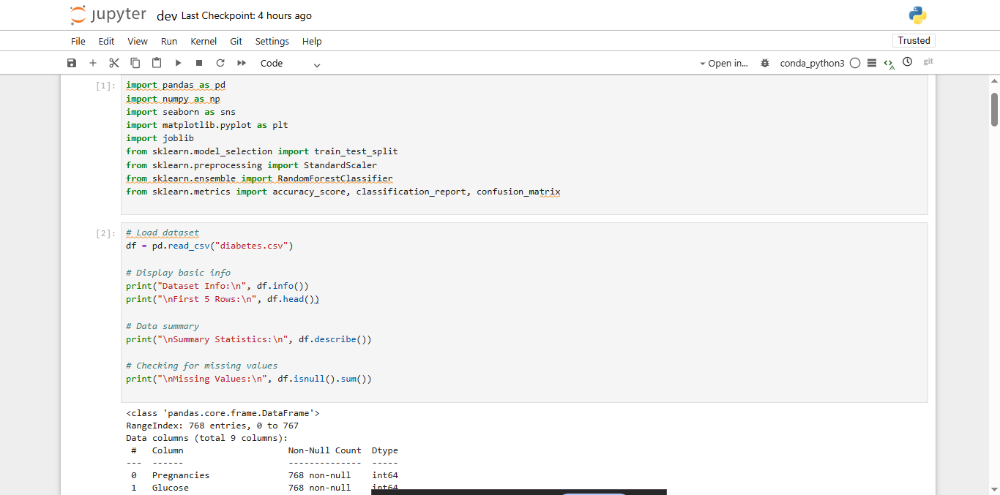 jupyter dev Last Checkpoint: 4 hours ago
File Edit View Run Kernel Git Settings Help Trusted
Code Open in... conda_python3 git
[1]:
import pandas as pd
import numpy as np
import seaborn as sns
import matplotlib.pyplot as plt
import joblib
from sklearn.model_selection import train_test_split
from sklearn.preprocessing import StandardScaler
from sklearn.ensemble import RandomForestClassifier
from sklearn.metrics import accuracy_score, classification_report, confusion_matrix
[2]:
# Load dataset
df = pd.read_csv("diabetes.csv")
# Display basic info
print("Dataset Info:\n", df.info())
print("\nFirst 5 Rows:\n", df.head())
# Data summary
print("\nSummary Statistics:\n", df.describe())
# Checking for missing values
print("\nMissing Values:\n", df.isnull().sum())
<class 'pandas.core.frame.DataFrame'>
RangeIndex: 768 entries, 0 to 767
Data columns (total 9 columns):
 #   Column                    Non-Null Count  Dtype
---  ------                    --------------  -----
 0   Pregnancies               768 non-null    int64
 1   Glucose                   768 non-null    int64